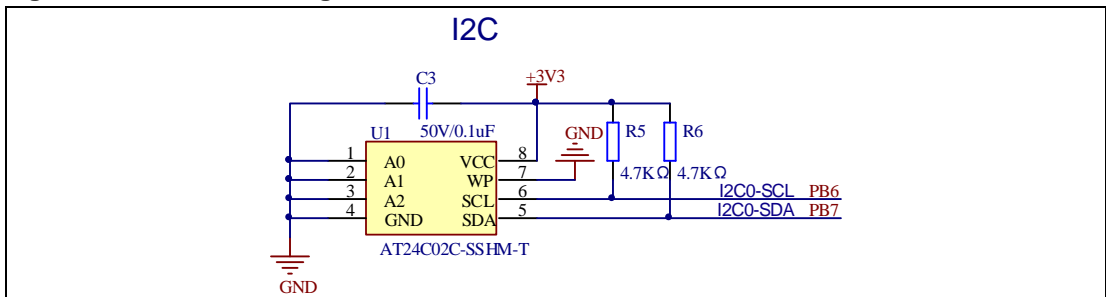 I2C
C3
+3V3
U1
50V/0.1uF
GND
R5
R6
1
A0
VCC
8
2
A1
WP
7
4.7KΩ
4.7KΩ
3
A2
SCL
6
I2C0-SCL
PB6
4
GND
SDA
5
I2C0-SDA
PB7
AT24C02C-SSHM-T
GND